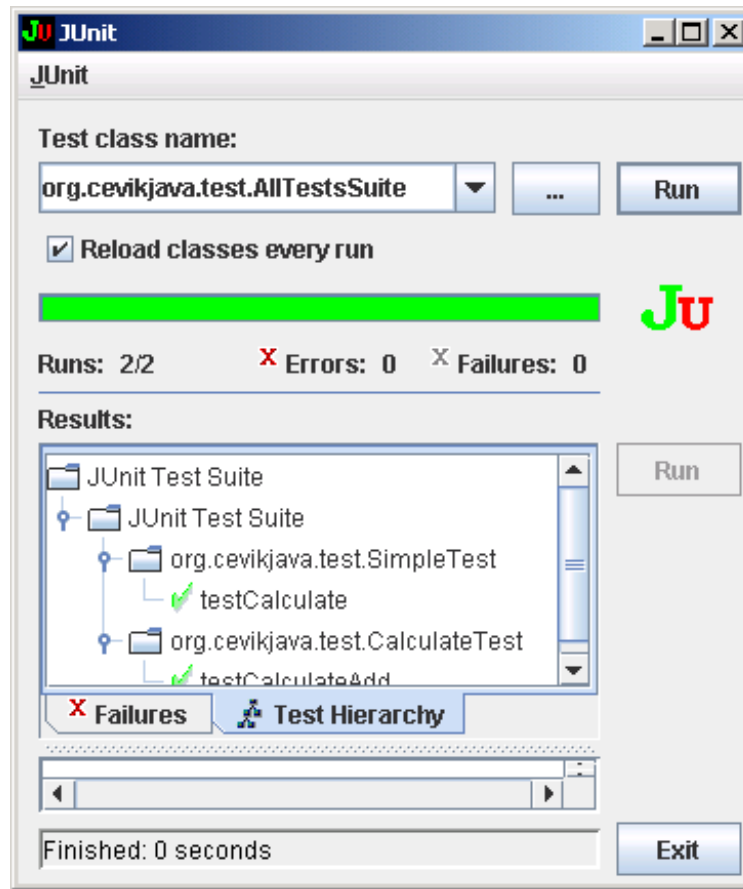 JU JUnit
JUnit
Test class name:
org.cevikjava.test.AllTestsSuite ... Run
Reload classes every run
JU
Runs: 2/2 X Errors: 0 X Failures: 0
Results:
Run
JUnit Test Suite
JUnit Test Suite
org.cevikjava.test.SimpleTest
testCalculate
org.cevikjava.test.CalculateTest
testCalculateAdd
X Failures Test Hierarchy
Finished: 0 seconds Exit